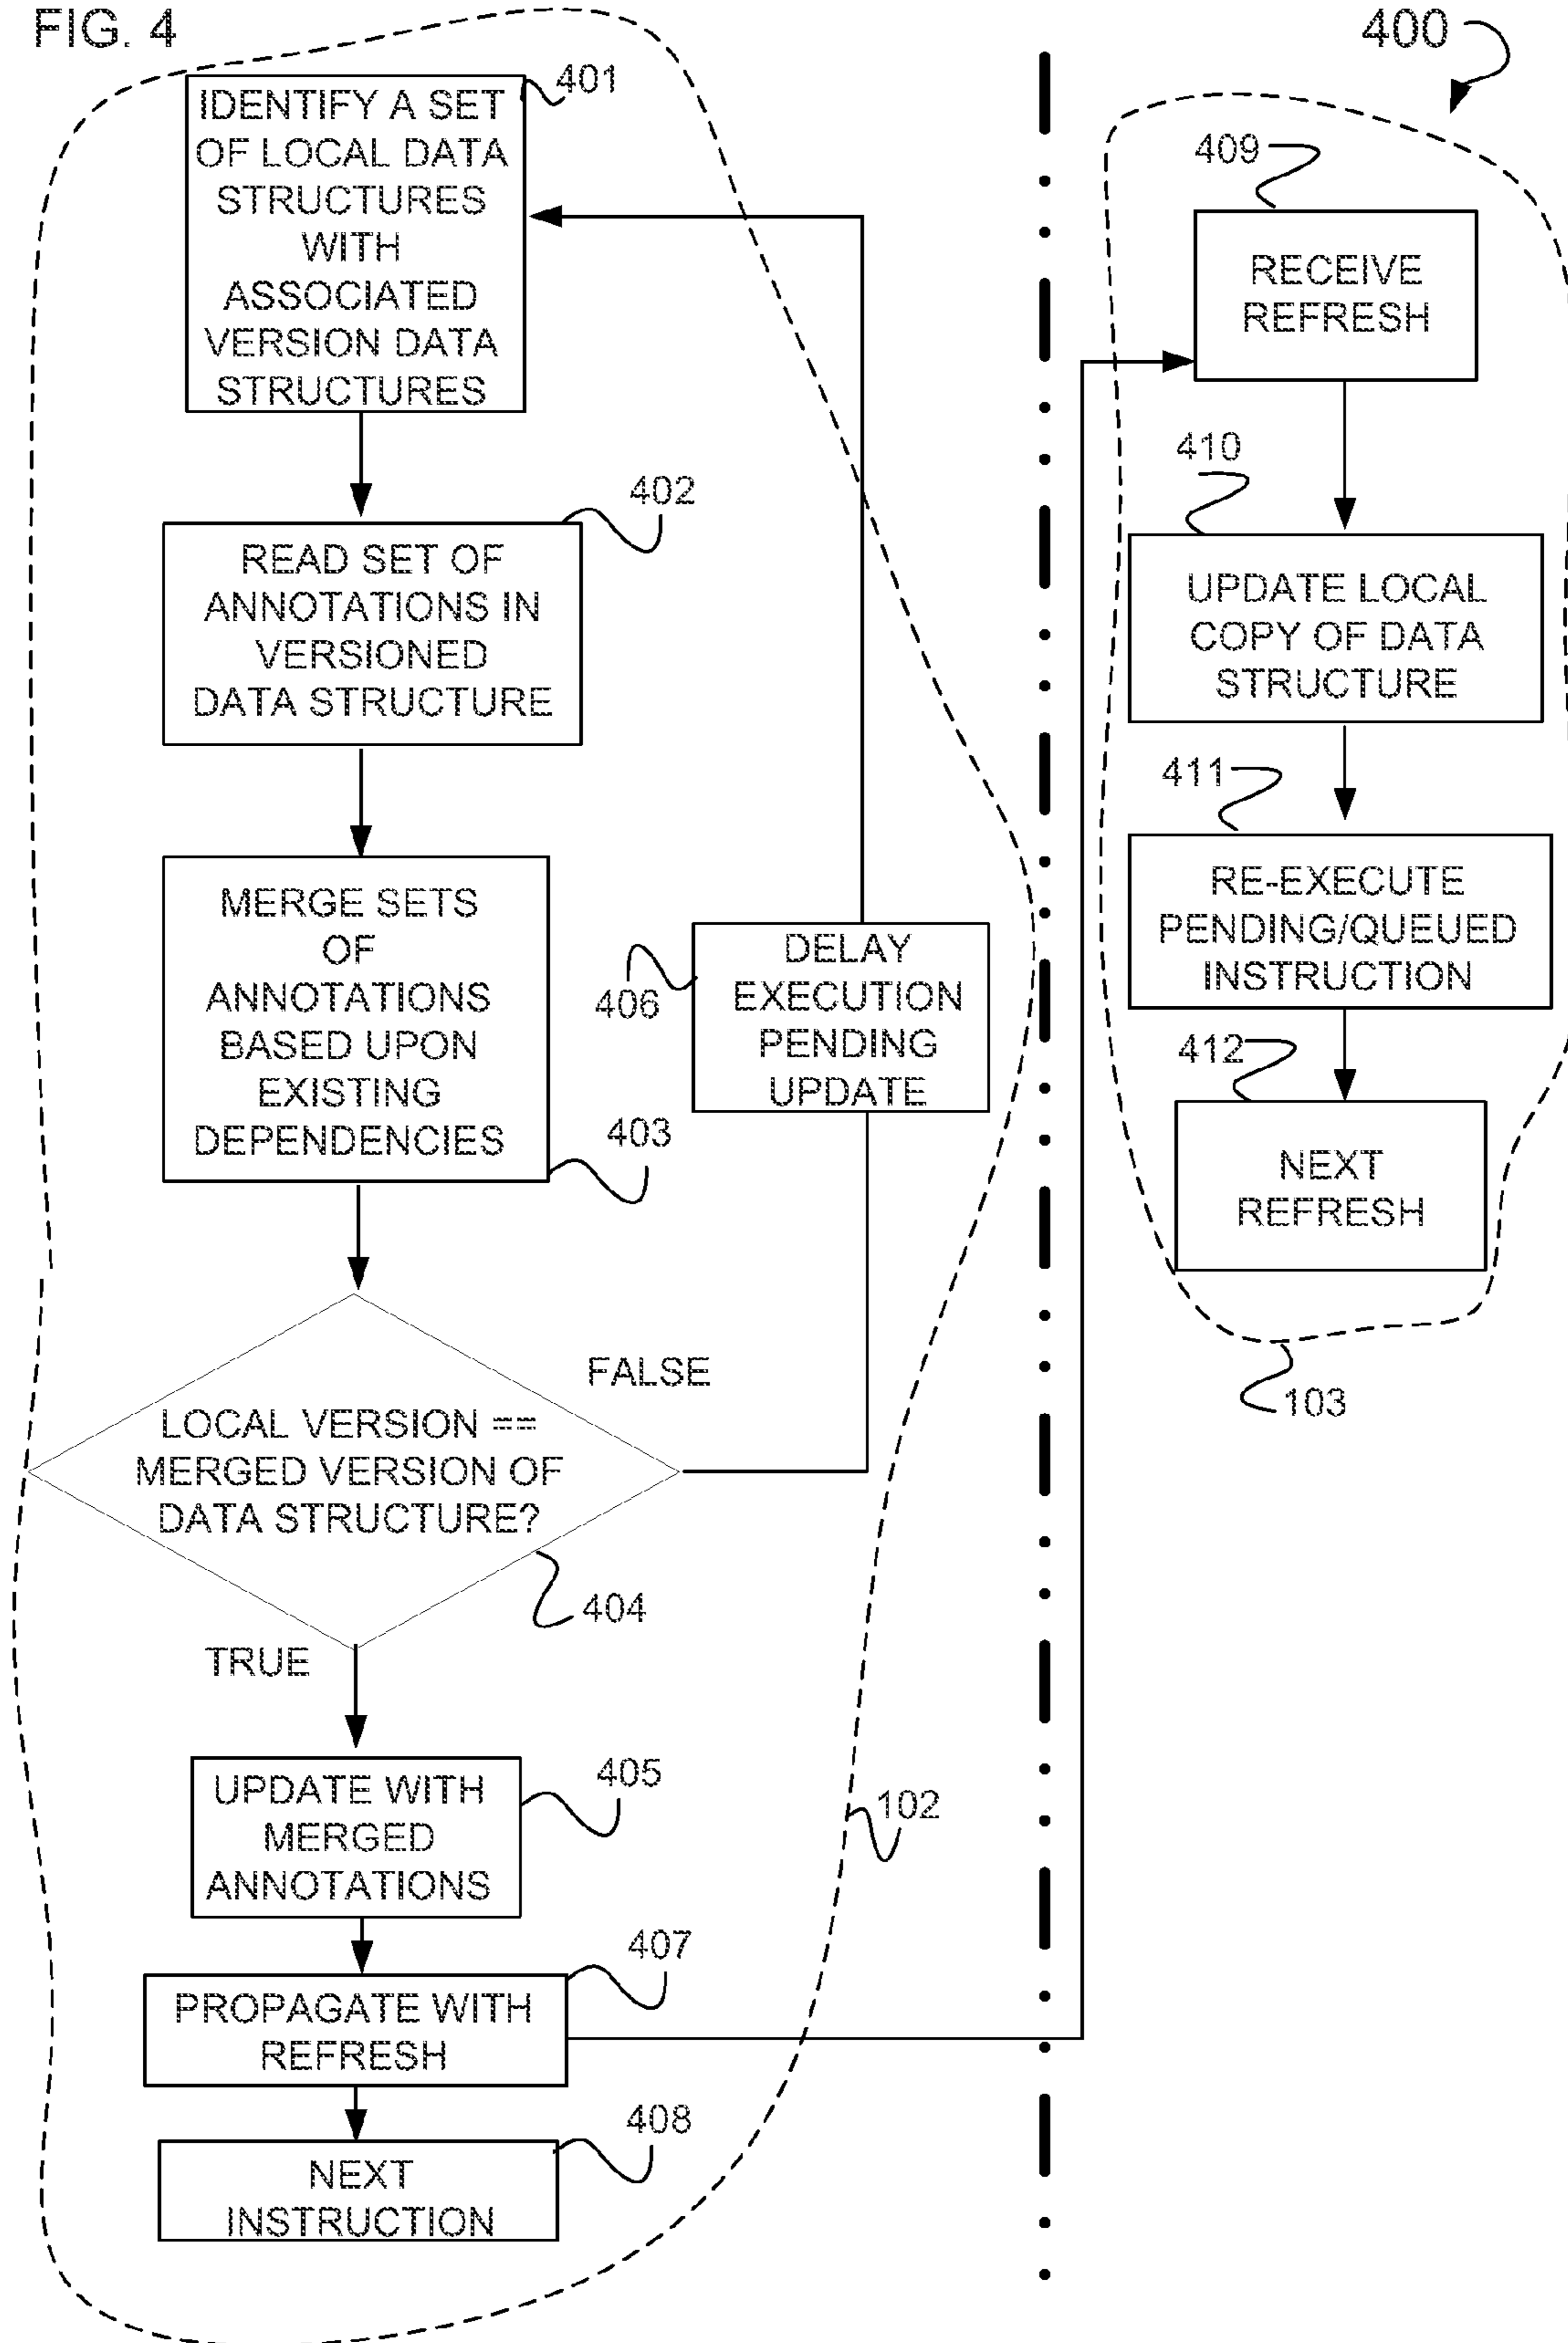 FIG. 4
400
401
IDENTIFY A SET
OF LOCAL DATA
STRUCTURES
WITH
ASSOCIATED
VERSION DATA
STRUCTURES
402
READ SET OF
ANNOTATIONS IN
VERSIONED
DATA STRUCTURE
MERGE SETS
OF
ANNOTATIONS
BASED UPON
EXISTING
DEPENDENCIES
403
406
DELAY
EXECUTION
PENDING
UPDATE
FALSE
LOCAL VERSION ==
MERGED VERSION OF
DATA STRUCTURE?
404
TRUE
405
UPDATE WITH
MERGED
ANNOTATIONS
102
407
PROPAGATE WITH
REFRESH
408
NEXT
INSTRUCTION
409
RECEIVE
REFRESH
410
UPDATE LOCAL
COPY OF DATA
STRUCTURE
411
RE-EXECUTE
PENDING/QUEUED
INSTRUCTION
412
NEXT
REFRESH
103